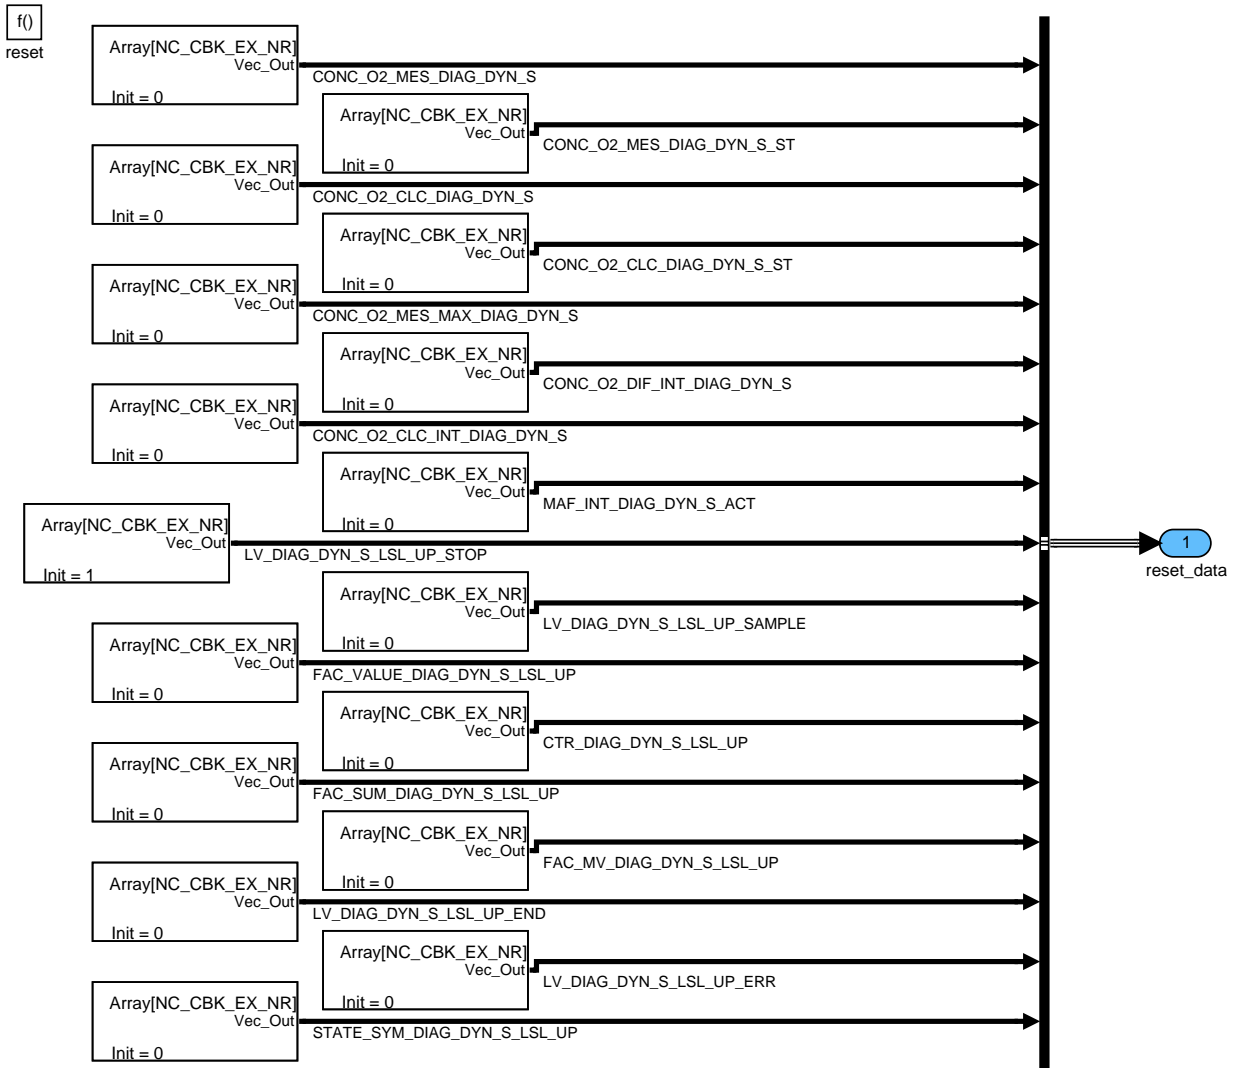 f()
reset
Array[NC_CBK_EX_NR]
Vec_Out
Init = 0
CONC_O2_MES_DIAG_DYN_S
Array[NC_CBK_EX_NR]
Vec_Out
Init = 0
CONC_O2_MES_DIAG_DYN_S_ST
Array[NC_CBK_EX_NR]
Vec_Out
Init = 0
CONC_O2_CLC_DIAG_DYN_S
Array[NC_CBK_EX_NR]
Vec_Out
Init = 0
CONC_O2_CLC_DIAG_DYN_S_ST
Array[NC_CBK_EX_NR]
Vec_Out
Init = 0
CONC_O2_MES_MAX_DIAG_DYN_S
Array[NC_CBK_EX_NR]
Vec_Out
Init = 0
CONC_O2_DIF_INT_DIAG_DYN_S
Array[NC_CBK_EX_NR]
Vec_Out
Init = 0
CONC_O2_CLC_INT_DIAG_DYN_S
Array[NC_CBK_EX_NR]
Vec_Out
Init = 0
MAF_INT_DIAG_DYN_S_ACT
Array[NC_CBK_EX_NR]
Vec_Out
Init = 1
LV_DIAG_DYN_S_LSL_UP_STOP
1
reset_data
Array[NC_CBK_EX_NR]
Vec_Out
Init = 0
LV_DIAG_DYN_S_LSL_UP_SAMPLE
Array[NC_CBK_EX_NR]
Vec_Out
Init = 0
FAC_VALUE_DIAG_DYN_S_LSL_UP
Array[NC_CBK_EX_NR]
Vec_Out
Init = 0
CTR_DIAG_DYN_S_LSL_UP
Array[NC_CBK_EX_NR]
Vec_Out
Init = 0
FAC_SUM_DIAG_DYN_S_LSL_UP
Array[NC_CBK_EX_NR]
Vec_Out
Init = 0
FAC_MV_DIAG_DYN_S_LSL_UP
Array[NC_CBK_EX_NR]
Vec_Out
Init = 0
LV_DIAG_DYN_S_LSL_UP_END
Array[NC_CBK_EX_NR]
Vec_Out
Init = 0
LV_DIAG_DYN_S_LSL_UP_ERR
Array[NC_CBK_EX_NR]
Vec_Out
Init = 0
STATE_SYM_DIAG_DYN_S_LSL_UP